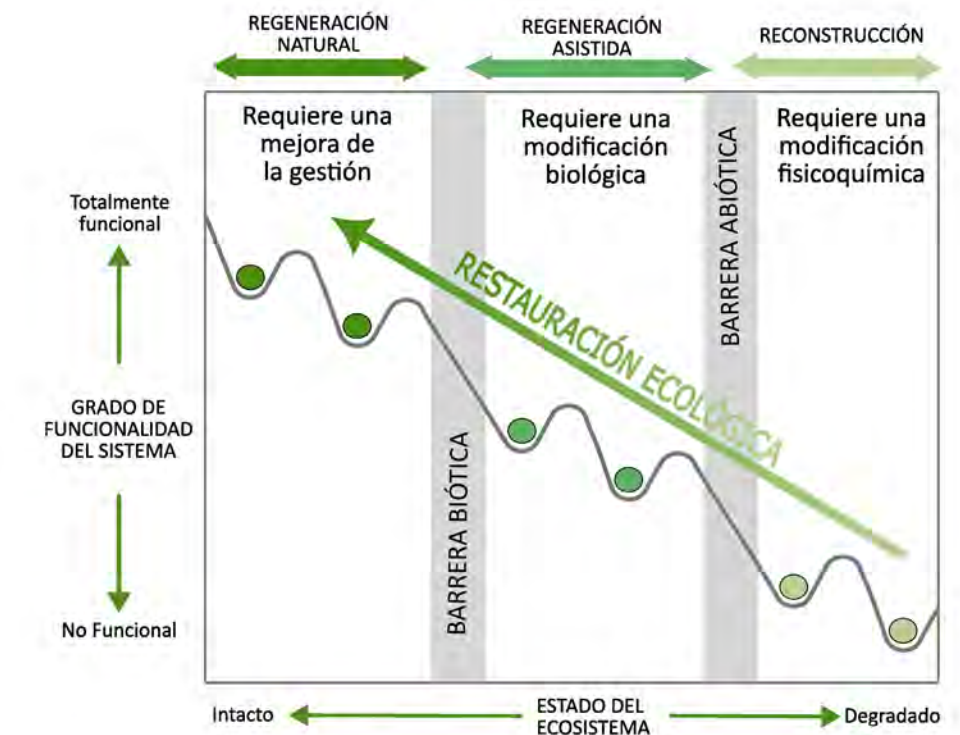 REGENERACIÓN
NATURAL
REGENERACIÓN
ASISTIDA
RECONSTRUCCIÓN
Requiere una
mejora de
la gestión
Requiere una
modificación
biológica
Requiere una
modificación
fisicoquímica
BARRERA BIÓTICA
BARRERA ABIÓTICA
RESTAURACIÓN ECOLÓGICA
Totalmente
funcional
GRADO DE
FUNCIONALIDAD
DEL SISTEMA
No Funcional
Intacto
ESTADO DEL
ECOSISTEMA
Degradado